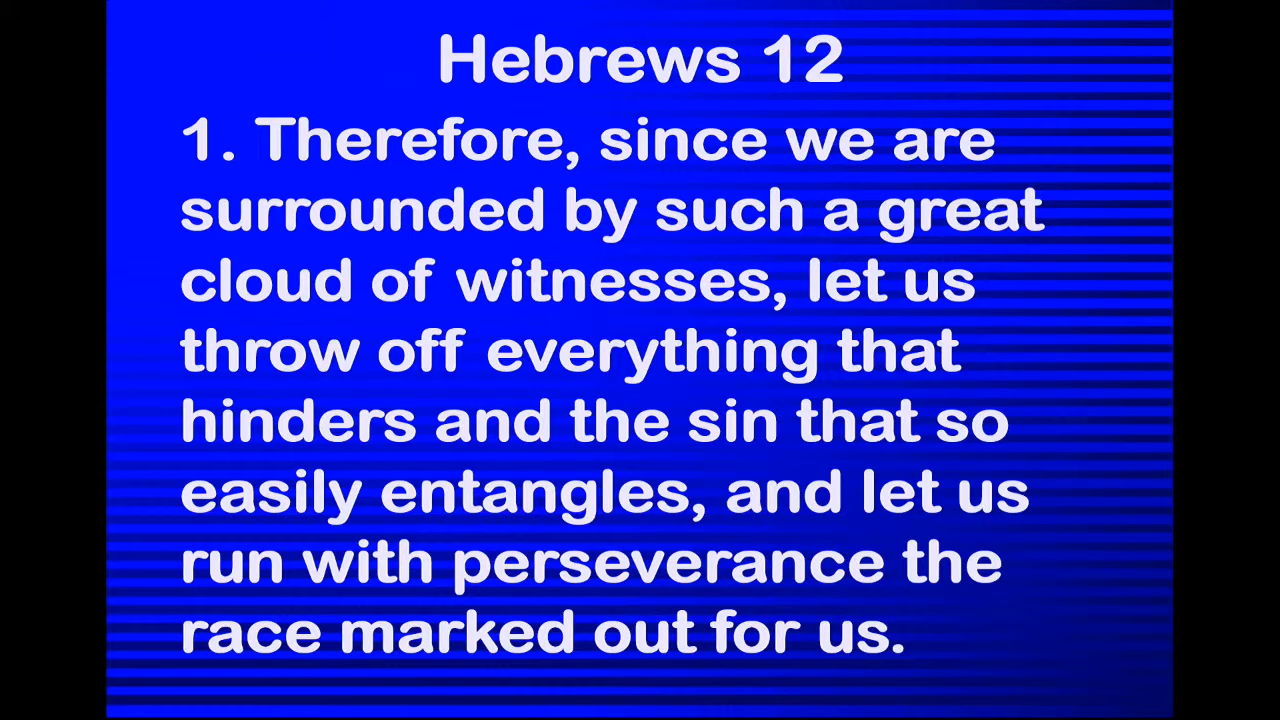 Hebrews 12
1. Therefore, since we are
surrounded by such a great
cloud of witnesses, let us
throw off everything that
hinders and the sin that so
easily entangles, and let us
run with perseverance the
race marked out for us.